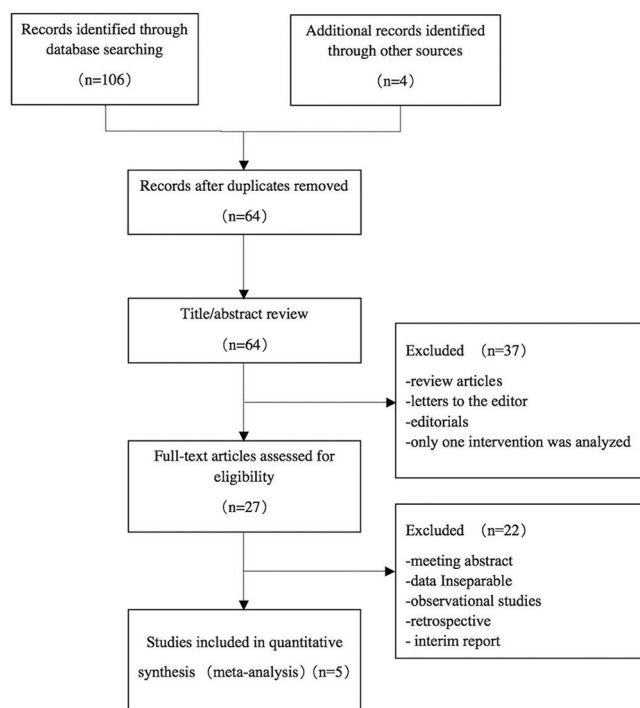 Records identified through
database searching
(n=106)
Additional records identified
through other sources
(n=4)
Records after duplicates removed
(n=64)
Title/abstract review
(n=64)
Excluded (n=37)
-review articles
-letters to the editor
-editorials
-only one intervention was analyzed
Full-text articles assessed for
eligibility
(n=27)
Excluded (n=22)
-meeting abstract
-data Inseparable
-observational studies
-retrospective
- interim report
Studies included in quantitative
synthesis (meta-analysis) (n=5)